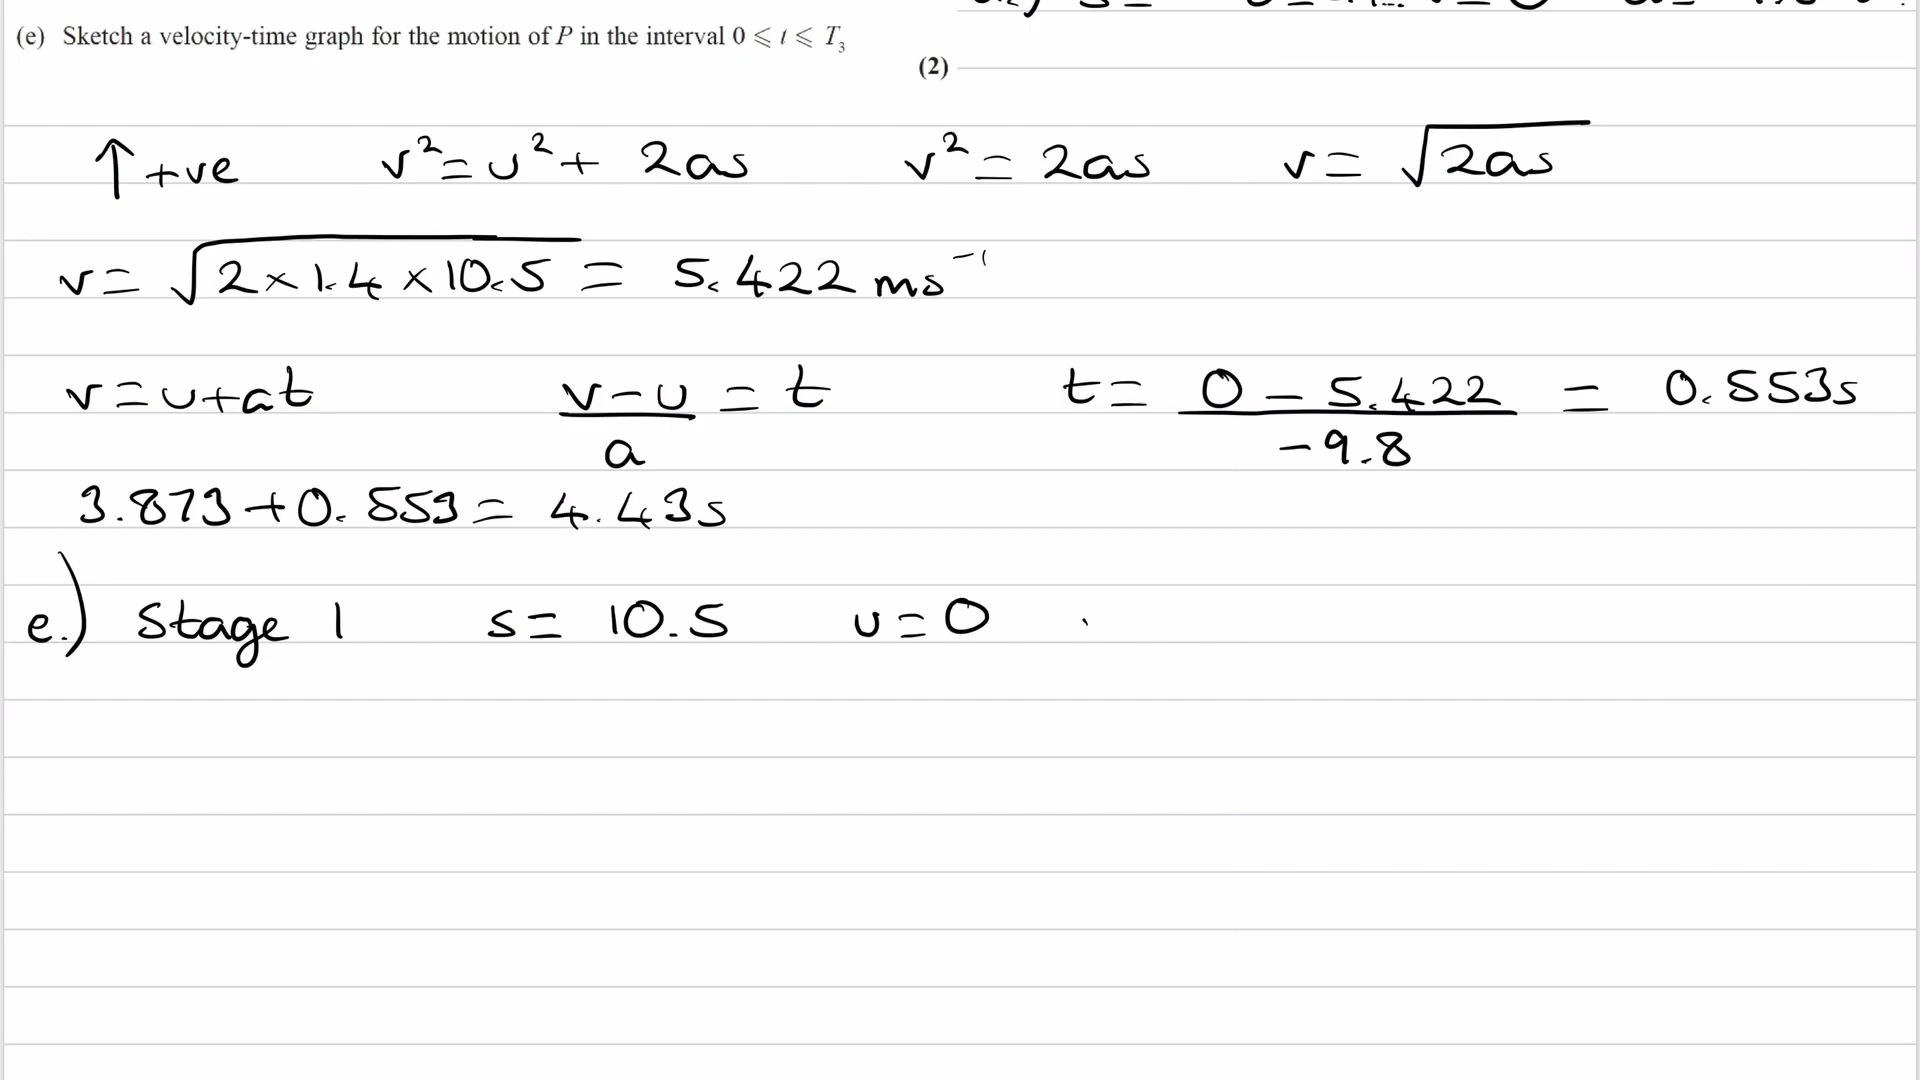 (e) Sketch a velocity-time graph for the motion of P in the interval 0 ⩽ t ⩽ T₃
(2)
↑ +ve v² = u² + 2as v² = 2as v = √2as
v = √2×1.4×10.5 = 5.422 ms⁻¹
v = u+at v-u/a = t t = 0 - 5.422/-9.8 = 0.553s
3.873+0.553 = 4.43s
e.) Stage 1 s = 10.5 u = 0